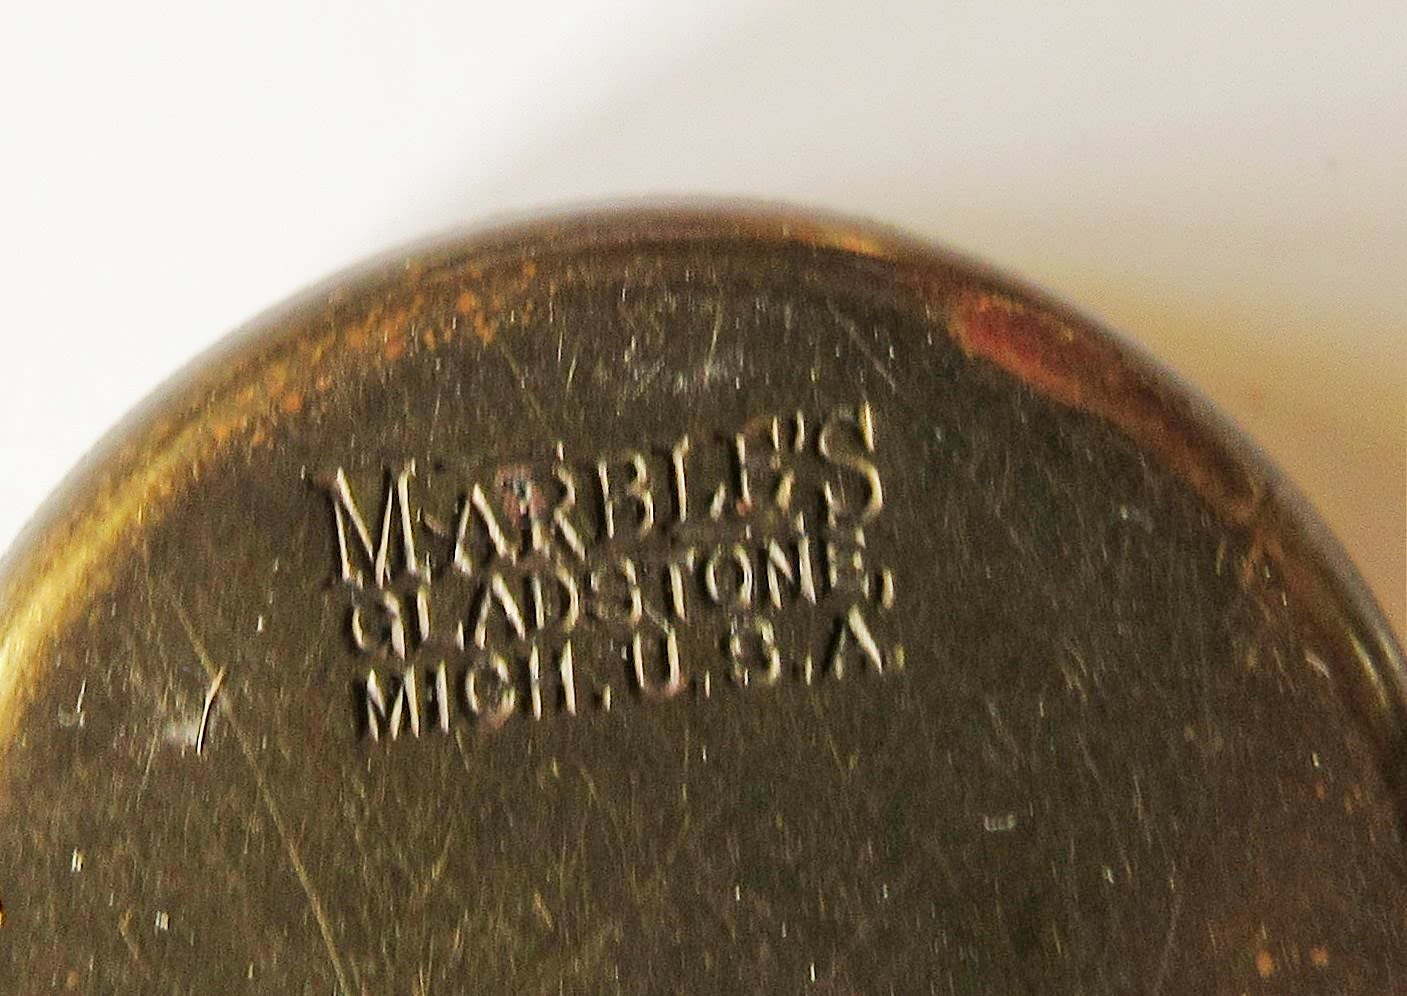 MARBLE'S
GLADSTONE,
MICH. U.S.A.